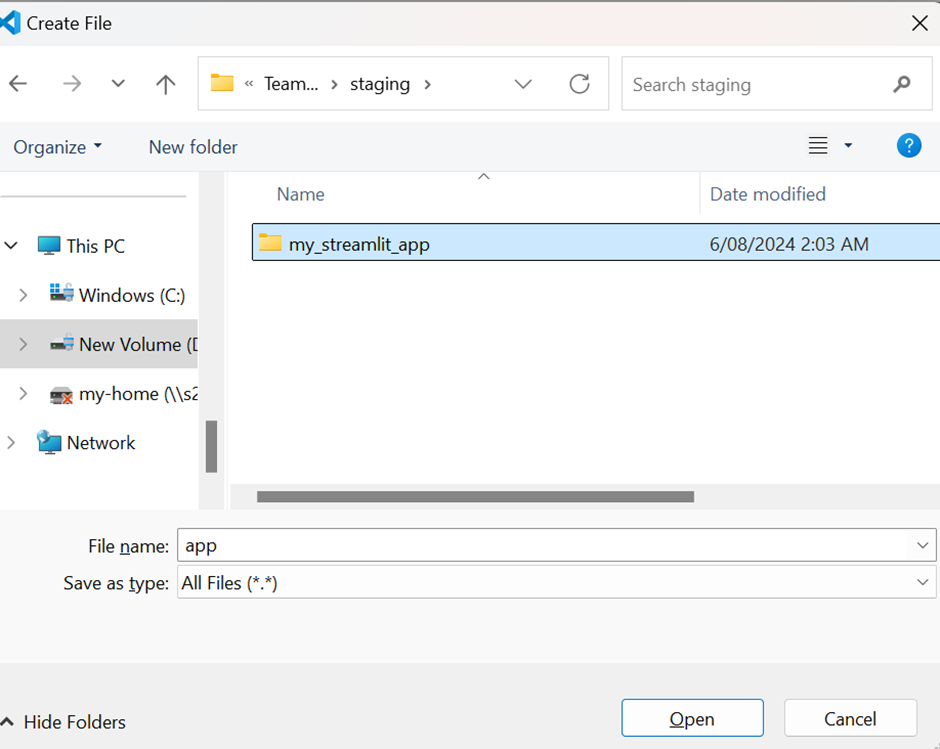 Create File
« Team... › staging ›
Search staging
Organize
New folder
?
Name
Date modified
This PC
my_streamlit_app
6/08/2024 2:03 AM
Windows (C:)
New Volume (D
my-home (\\s2
Network
File name: app
Save as type: All Files (*.*)
Hide Folders
Open
Cancel